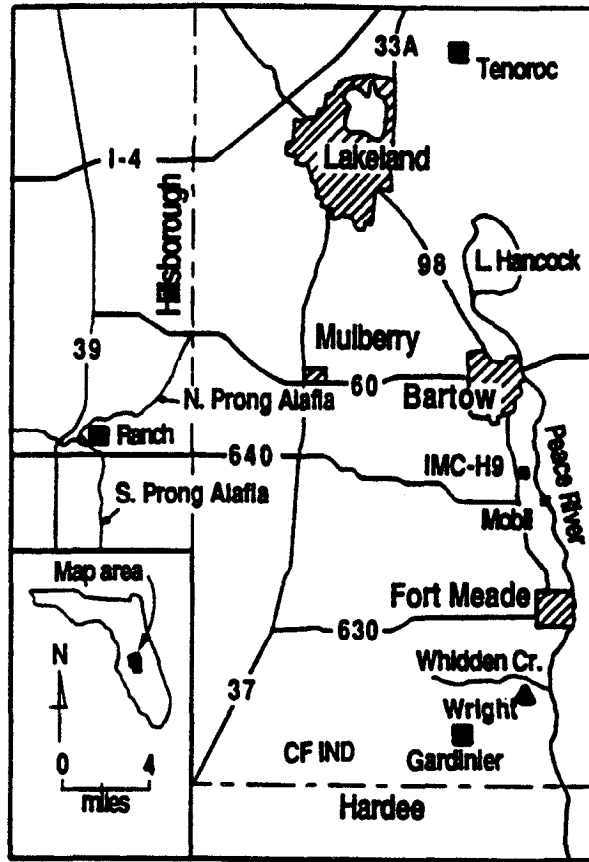 33A
Tenoroc
Lakeland
I-4
Hillsborough
L. Hancock
98
Mulberry
39
60
Bartow
N. Prong Alafia
Ranch
640
IMC-H9
Peace River
S. Prong Alafia
Mobil
Map area
Fort Meade
630
N
Whidden Cr.
37
Wright
CF IND
Gardinier
0 4
miles
Hardee